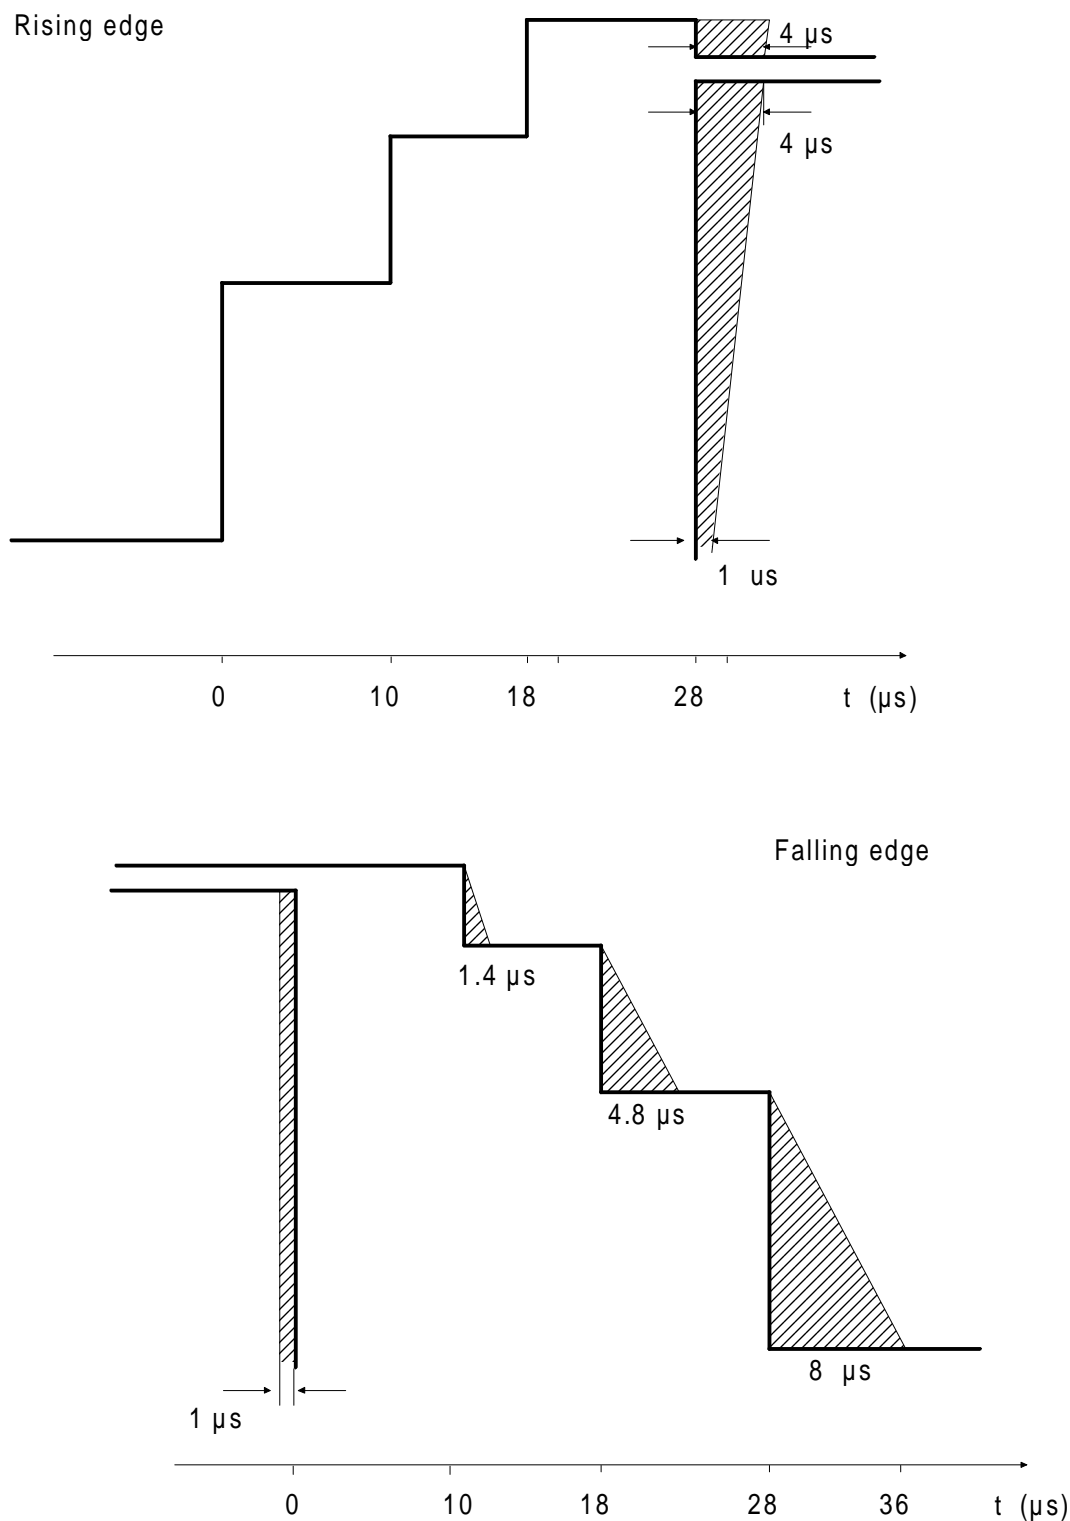 Rising edge
4 µs
4 µs
1 us
0 10 18 28 t (µs)
Falling edge
1.4 µs
4.8 µs
8 µs
1 µs
0 10 18 28 36 t (µs)